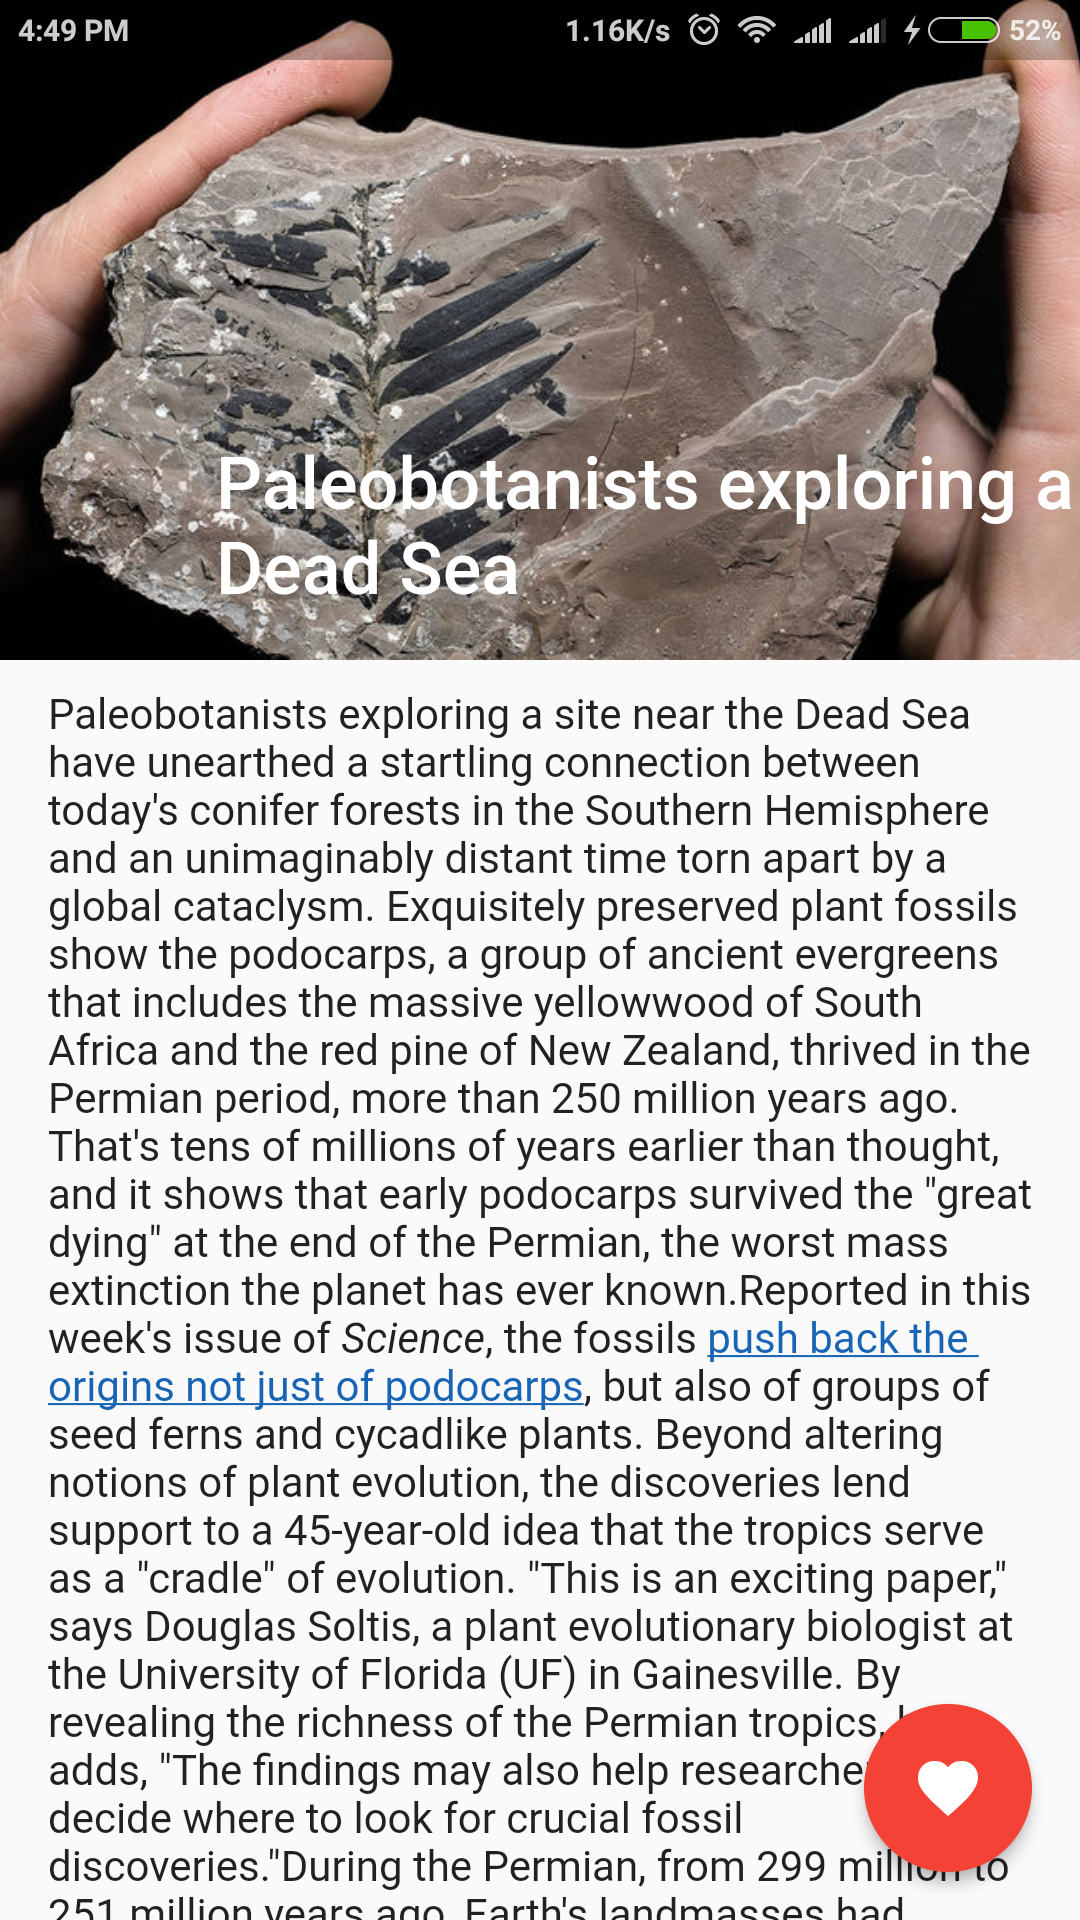 4:49 PM 1.16K/s 52%
Paleobotanists exploring a
Dead Sea
Paleobotanists exploring a site near the Dead Sea
have unearthed a startling connection between
today's conifer forests in the Southern Hemisphere
and an unimaginably distant time torn apart by a
global cataclysm. Exquisitely preserved plant fossils
show the podocarps, a group of ancient evergreens
that includes the massive yellowwood of South
Africa and the red pine of New Zealand, thrived in the
Permian period, more than 250 million years ago.
That's tens of millions of years earlier than thought,
and it shows that early podocarps survived the "great
dying" at the end of the Permian, the worst mass
extinction the planet has ever known.Reported in this
week's issue of Science, the fossils push back the
origins not just of podocarps, but also of groups of
seed ferns and cycadlike plants. Beyond altering
notions of plant evolution, the discoveries lend
support to a 45-year-old idea that the tropics serve
as a "cradle" of evolution. "This is an exciting paper,"
says Douglas Soltis, a plant evolutionary biologist at
the University of Florida (UF) in Gainesville. By
revealing the richness of the Permian tropics,
adds, "The findings may also help
decide where to look for crucial fossil
discoveries."During the Permian, from 299 million to
251 million years ago, Earth's landmasses had